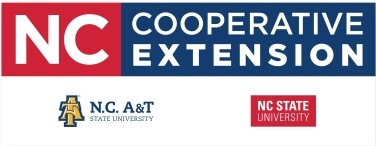 NC COOPERATIVE
EXTENSION
N.C. A&T
STATE UNIVERSITY
NC STATE
UNIVERSITY